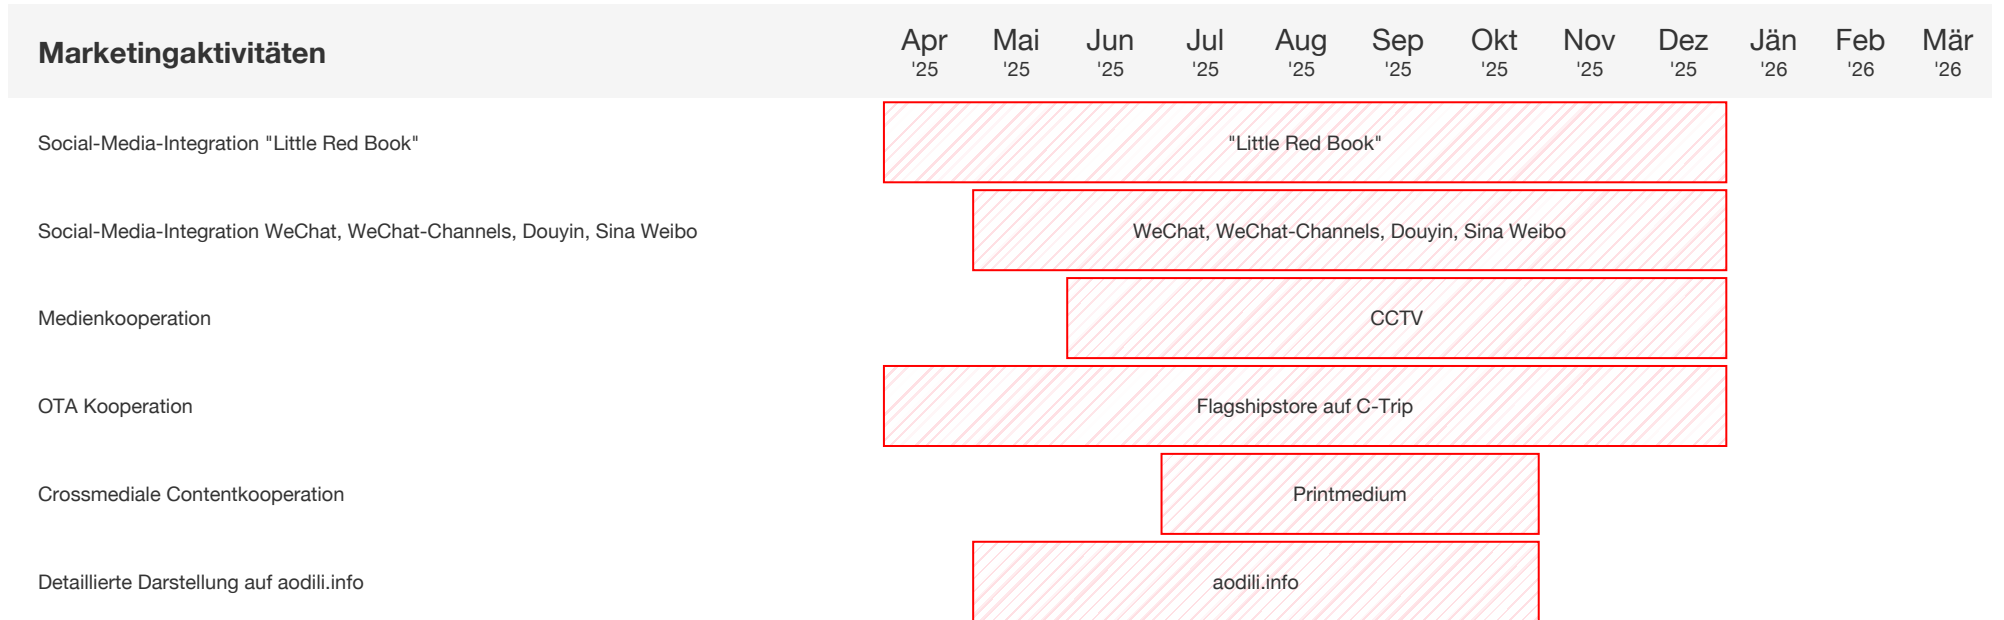 Marketingaktivitäten
Apr Mai Jun Jul Aug Sep Okt Nov Dez Jän Feb Mär
'25 '25 '25 '25 '25 '25 '25 '25 '25 '26 '26 '26
Social-Media-Integration "Little Red Book" "Little Red Book"
Social-Media-Integration WeChat, WeChat-Channels, Douyin, Sina Weibo WeChat, WeChat-Channels, Douyin, Sina Weibo
Medienkooperation CCTV
OTA Kooperation Flagshipstore auf C-Trip
Crossmediale Contentkooperation Printmedium
Detaillierte Darstellung auf aodili.info aodili.info